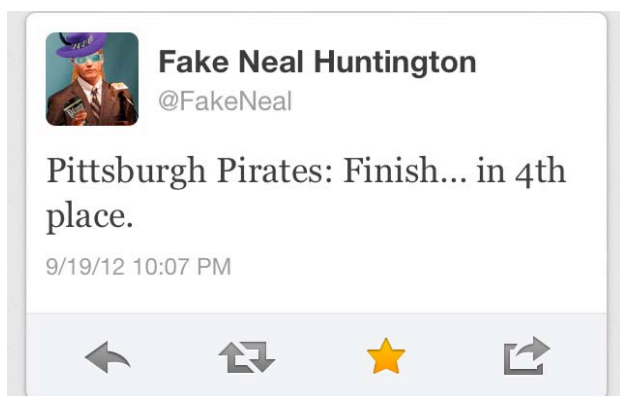 Fake Neal Huntington
@FakeNeal
Pittsburgh Pirates: Finish... in 4th
place.
9/19/12 10:07 PM